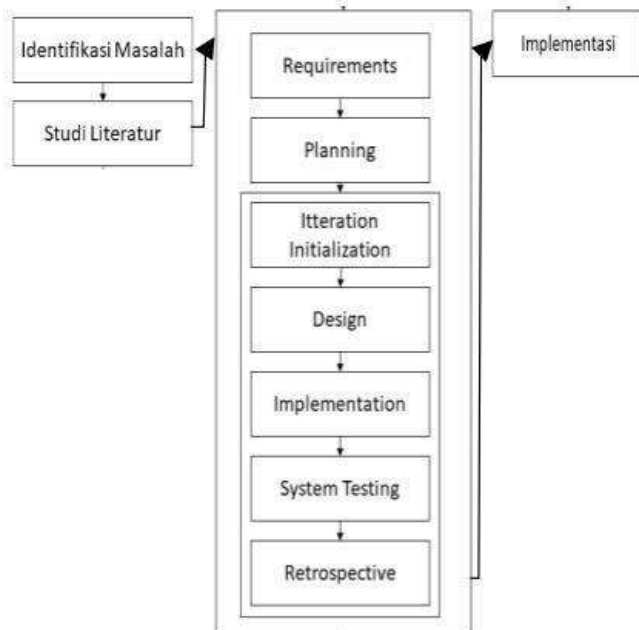 Identifikasi Masalah
Studi Literatur
Requirements
Planning
Itteration
Initialization
Design
Implementation
System Testing
Retrospective
Implementasi